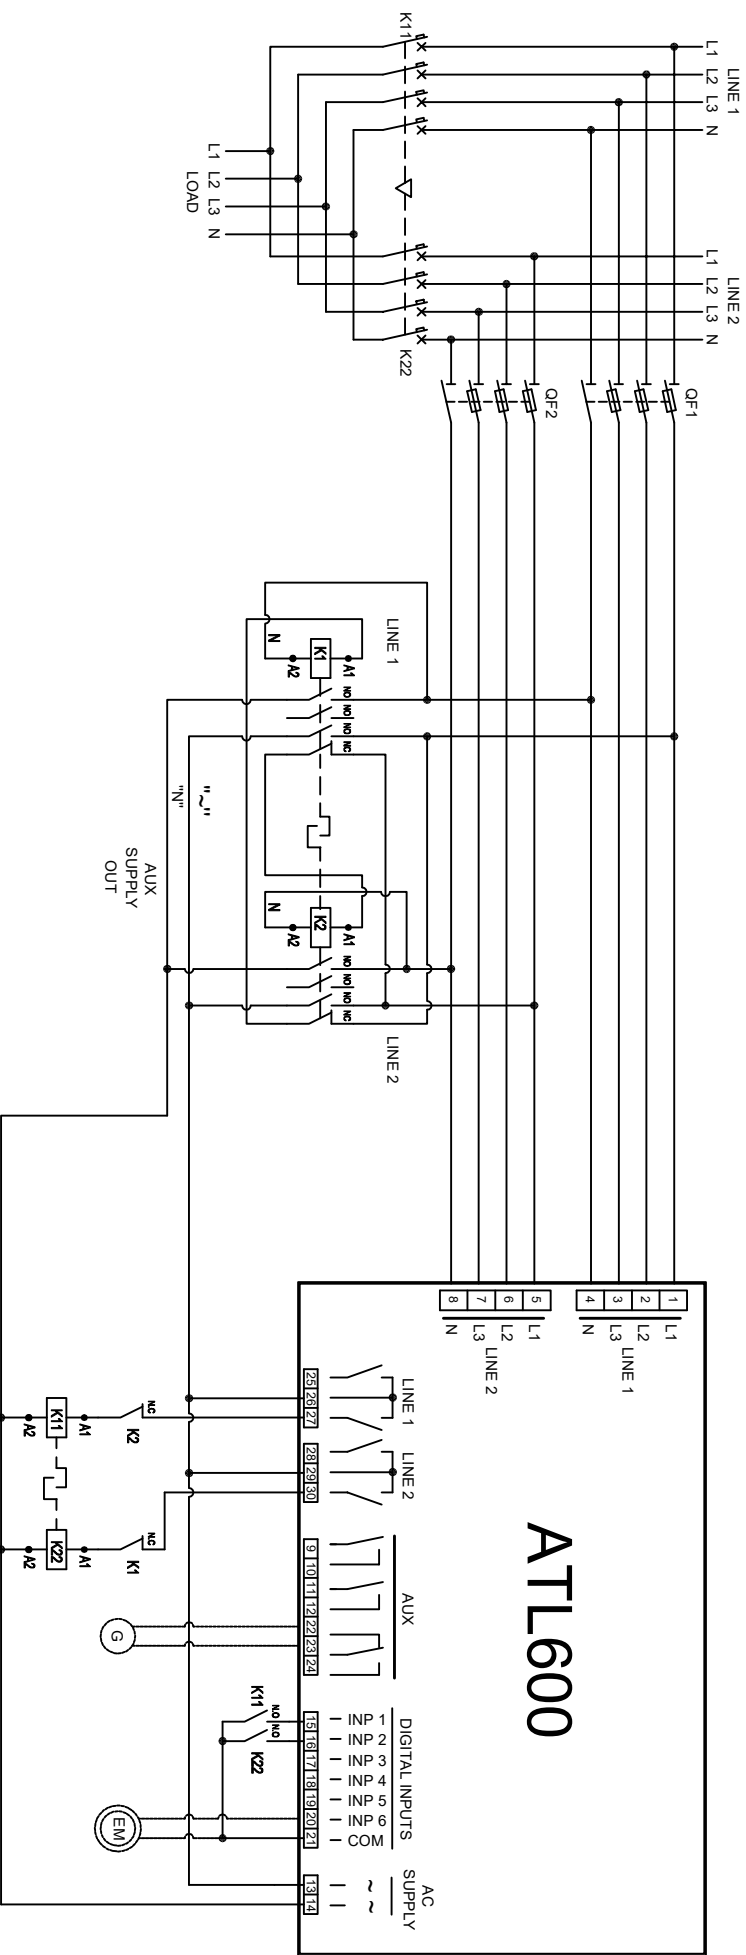 LINE 1
L1
L2
L3
N
LINE 2
L1
L2
L3
N
K11
K22
L1
L2
L3
N
LOAD
QF1
QF2
LINE 1
K1
A1
A2
N
NO
NO
NO
NC
K2
A1
A2
N
NO
NO
NO
NC
LINE 2
"~"
"N"
AUX
SUPPLY
OUT
ATL600
1
2
3
4
L1
L2
L3
N
LINE 1
5
6
7
8
L1
L2
L3
N
LINE 2
LINE 1
25
26
27
LINE 2
28
29
30
AUX
9
10
11
12
22
23
24
DIGITAL INPUTS
INP 1
INP 2
INP 3
INP 4
INP 5
INP 6
COM
15
16
17
18
19
20
21
AC
SUPPLY
~
~
13
14
N.C
K2
A1
K11
A2
N.C
K1
A1
K22
A2
G
K11
N.O
N.O
K22
EM